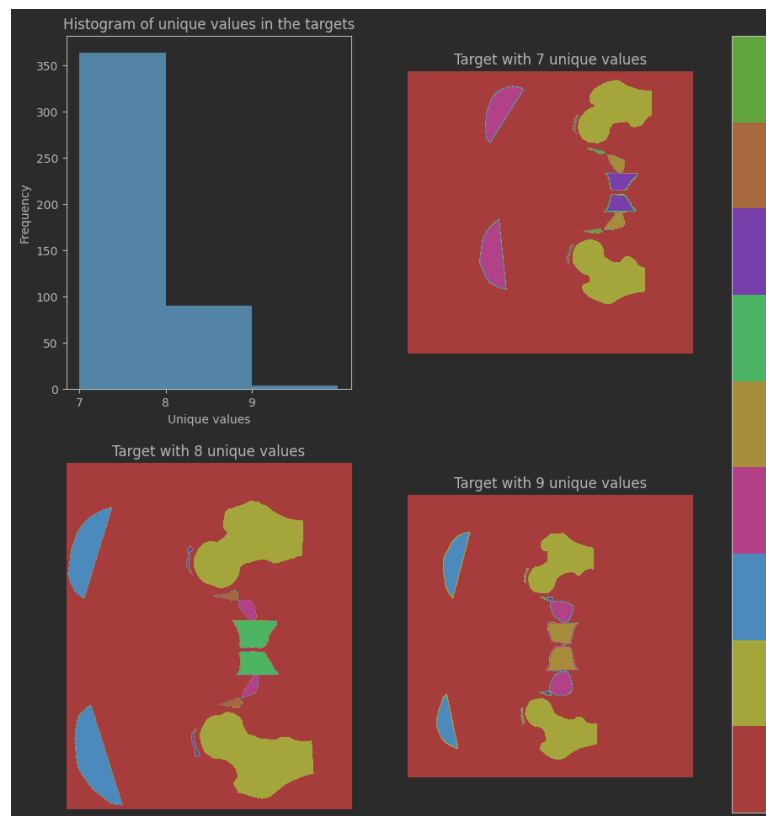 Histogram of unique values in the targets
350
300
250
200
150
100
50
0
Frequency
7
8
9
Unique values
Target with 7 unique values
Target with 8 unique values
Target with 9 unique values